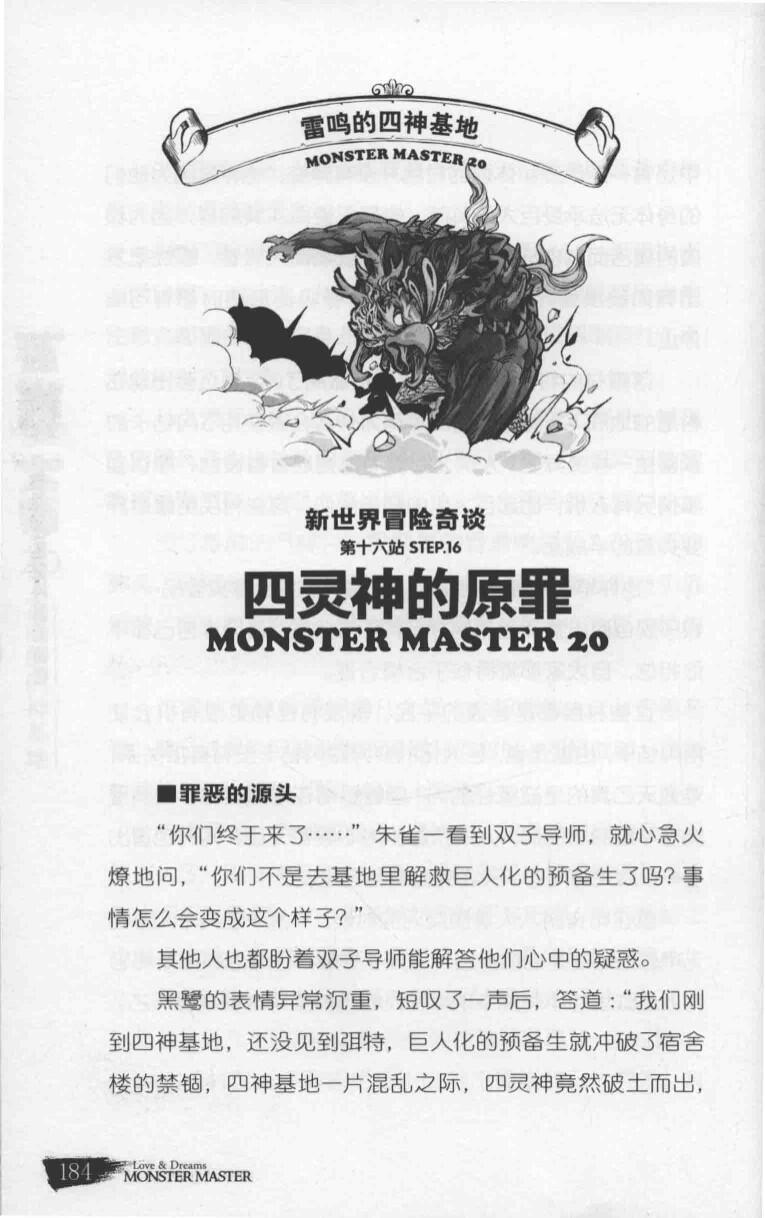 雷鸣的四神基地
MONSTER MASTER 20
新世界冒险奇谈
第十六站 STEP.16
四灵神的原罪
MONSTER MASTER 20
■罪恶的源头
“你们终于来了……”朱雀一看到双子导师，就心急火
燎地问，“你们不是去基地里解救巨人化的预备生了吗？事
情怎么会变成这个样子？”
其他人也都盼着双子导师能解答他们心中的疑惑。
黑鹭的表情异常沉重，短叹了一声后，答道：“我们刚
到四神基地，还没见到弭特，巨人化的预备生就冲破了宿舍
楼的禁锢，四神基地一片混乱之际，四灵神竟然破土而出，
184
Love & Dreams
MONSTER MASTER